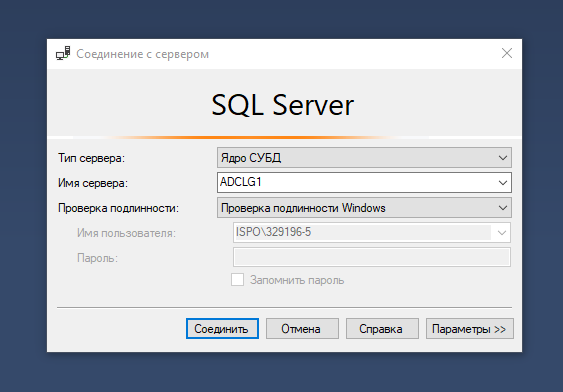 Соединение с сервером
SQL Server
Тип сервера: Ядро СУБД
Имя сервера: ADCLG1
Проверка подлинности: Проверка подлинности Windows
Имя пользователя: ISPO\329196-5
Пароль:
Запомнить пароль
Соединить Отмена Справка Параметры >>